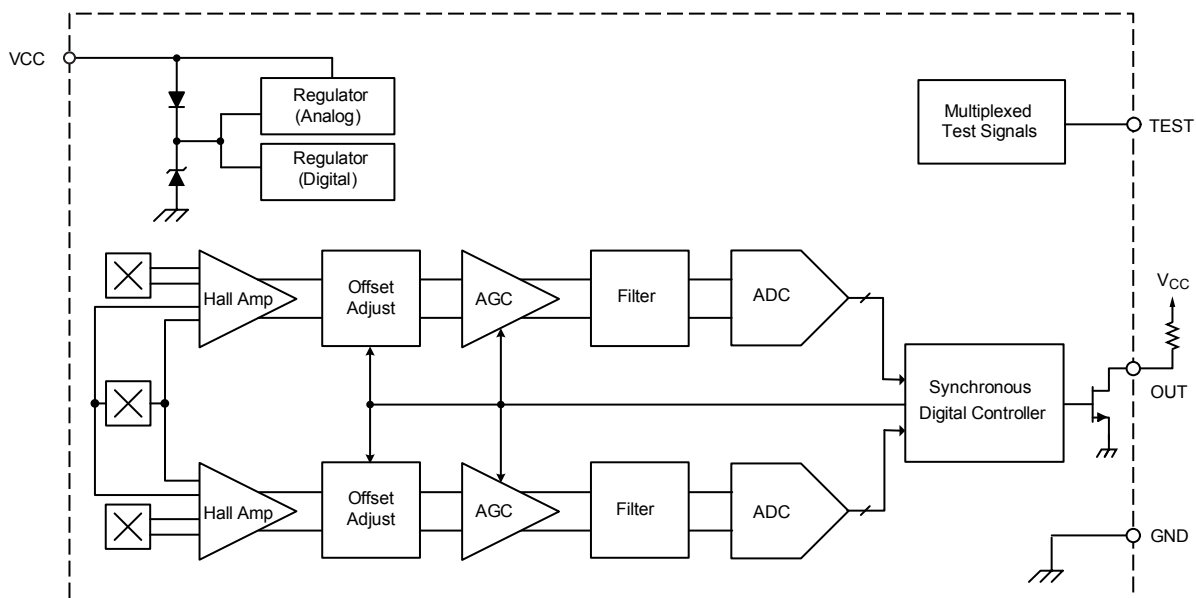 VCC
Regulator
(Analog)
Regulator
(Digital)
Multiplexed
Test Signals
TEST
Hall Amp
Offset
Adjust
AGC
Filter
ADC
VCC
Synchronous
Digital Controller
OUT
Hall Amp
Offset
Adjust
AGC
Filter
ADC
GND